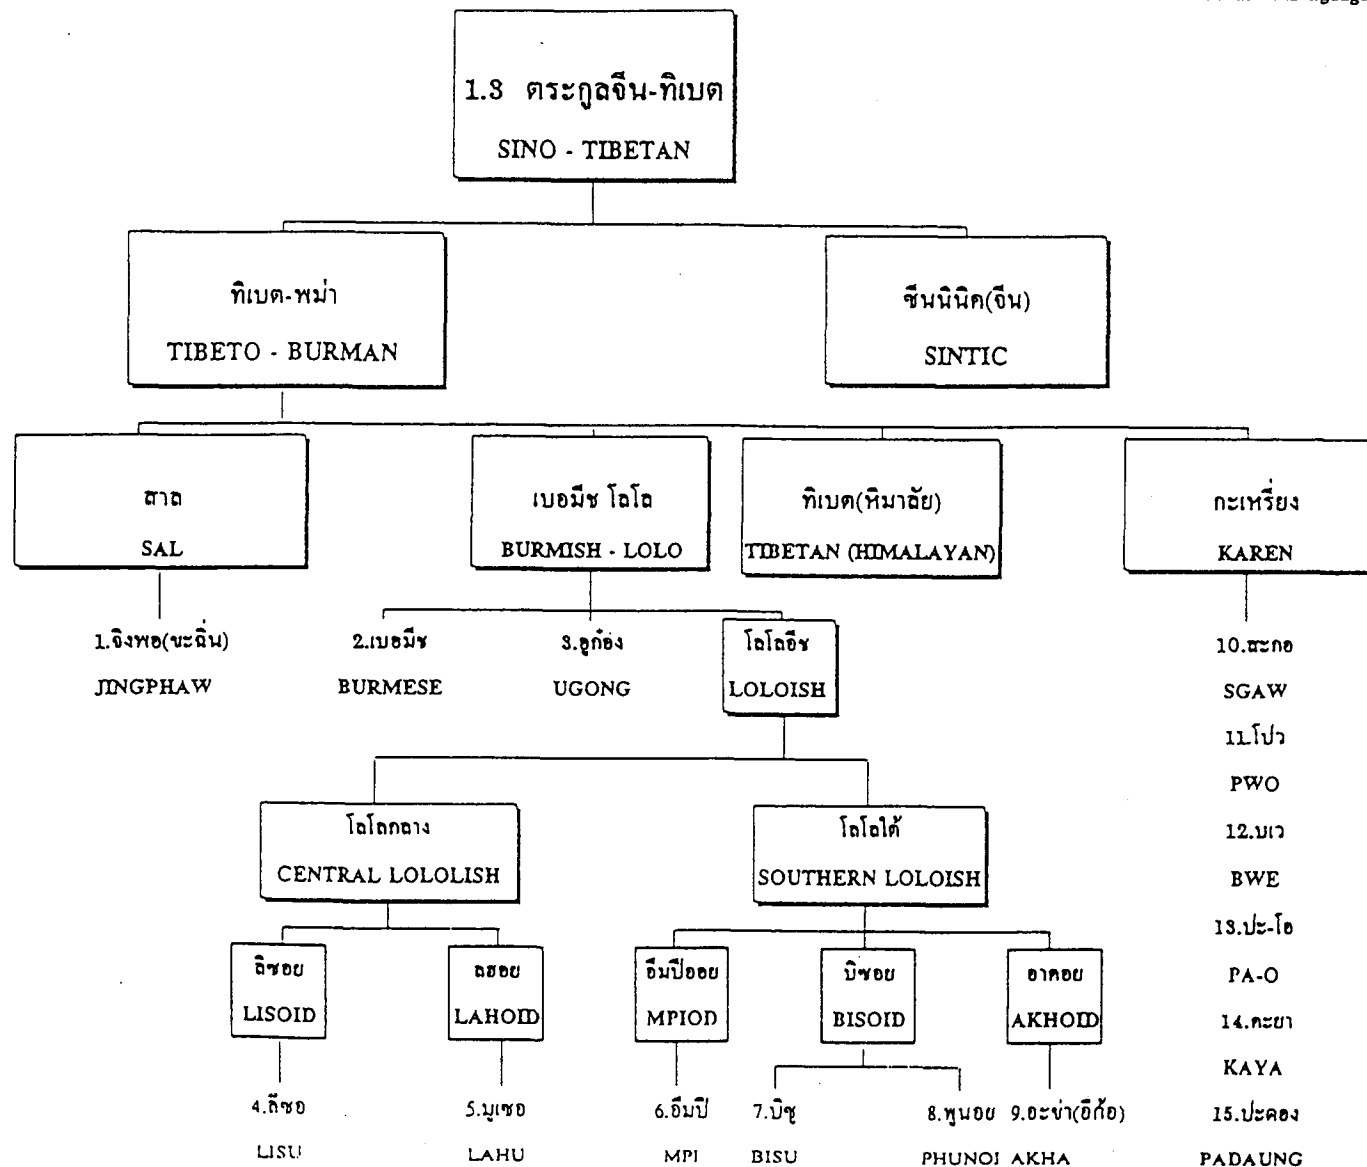 1.3 ตระกูลจีน-ทิเบต
SINO - TIBETAN
ทิเบต-พม่า
TIBETO - BURMAN
ซีนนินิค(จีน)
SINTIC
สาล
SAL
เบอมีช โลโล
BURMISH - LOLO
ทิเบต(หิมาลัย)
TIBETAN (HIMALAYAN)
กะเหรี่ยง
KAREN
1.จิงพอ(ขะฉิ่น)
JINGPHAW
2.เบอมีช
BURMESE
3.อูก๋อง
UGONG
โลโลอีช
LOLOISH
10.สะกอ
SGAW
11.โปว
PWO
12.บเว
BWE
13.ปะ-โอ
PA-O
14.คะยา
KAYA
15.ปะดอง
PADAUNG
โลโลกลาง
CENTRAL LOLOLISH
โลโลใต้
SOUTHERN LOLOISH
ลิซอย
LISOID
ลฮอย
LAHOID
อึมปีออย
MPIOD
บิซอย
BISOID
อาคอย
AKHOID
4.ลีซอ
LISU
5.มูเซอ
LAHU
6.อึมปี
MPI
7.บิซู
BISU
8.พูนอย
PHUNOI
9.อะข่า(อีก้อ)
AKHA